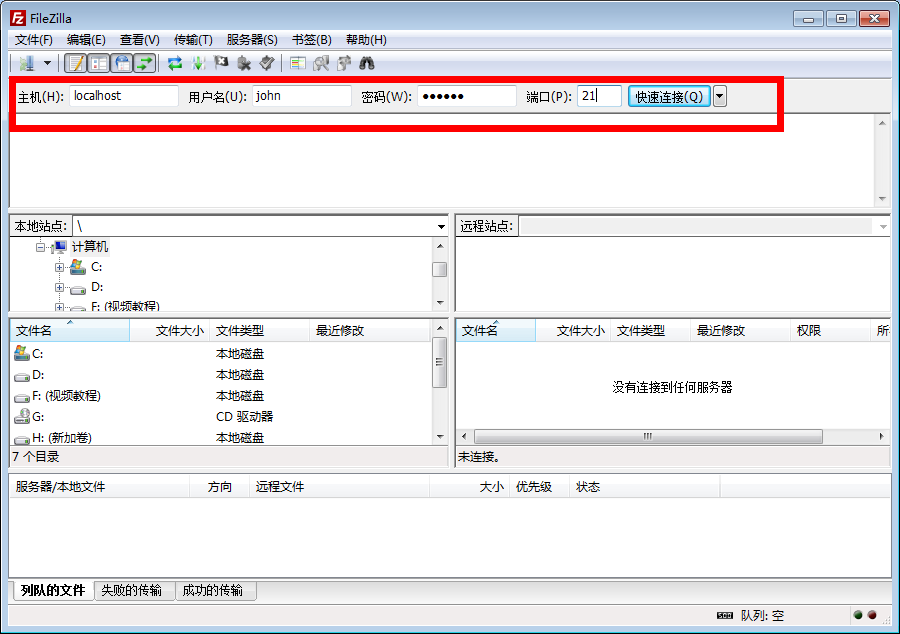 FileZilla
文件(F) 编辑(E) 查看(V) 传输(T) 服务器(S) 书签(B) 帮助(H)
主机(H): localhost 用户名(U): john 密码(W): ●●●●●● 端口(P): 21 快速连接(Q)
本地站点: \
计算机
C:
D:
F: (视频教程)
远程站点:
文件名 文件大小 文件类型 最近修改
C: 本地磁盘
D: 本地磁盘
F: (视频教程) 本地磁盘
G: CD 驱动器
H: (新加卷) 本地磁盘
7 个目录
文件名 文件大小 文件类型 最近修改 权限 所
没有连接到任何服务器
未连接。
服务器/本地文件 方向 远程文件 大小 优先级 状态
列队的文件 失败的传输 成功的传输
队列: 空